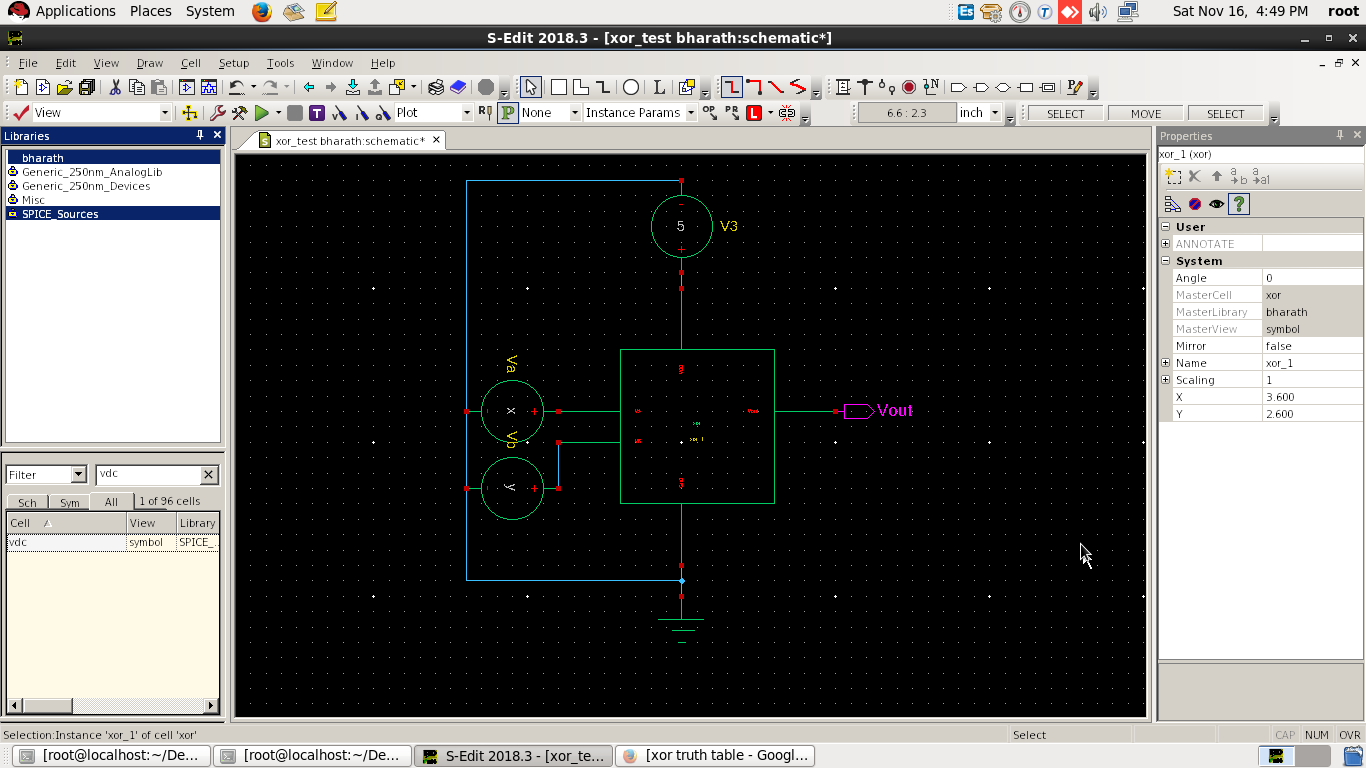 Applications Places System Es T Sat Nov 16, 4:49 PM root
S-Edit 2018.3 - [xor_test bharath:schematic*]
File Edit View Draw Cell Setup Tools Window Help
View T Plot P None Instance Params OP PR L 6.6 : 2.3 inch SELECT MOVE SELECT
Libraries
bharath
Generic_250nm_AnalogLib
Generic_250nm_Devices
Misc
SPICE_Sources
Filter vdc
Sch Sym All 1 of 96 cells
Cell View Library
vdc symbol SPICE_...
S xor_test bharath:schematic*
5 V3
Va
x
Vb
y
Vout
Properties
xor_1 (xor)
User
ANNOTATE
System
Angle 0
MasterCell xor
MasterLibrary bharath
MasterView symbol
Mirror false
Name xor_1
Scaling 1
X 3.600
Y 2.600
Selection:Instance 'xor_1' of cell 'xor' Select CAP NUM OVR
[root@localhost:~/De... [root@localhost:~/De... S-Edit 2018.3 - [xor_te... [xor truth table - Googl...